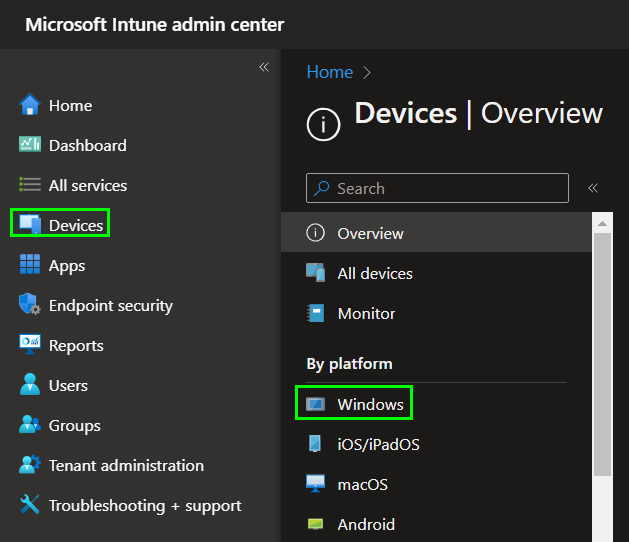 Microsoft Intune admin center
Home
Dashboard
All services
Devices
Apps
Endpoint security
Reports
Users
Groups
Tenant administration
Troubleshooting + support
Home
Devices | Overview
Search
Overview
All devices
Monitor
By platform
Windows
iOS/iPadOS
macOS
Android